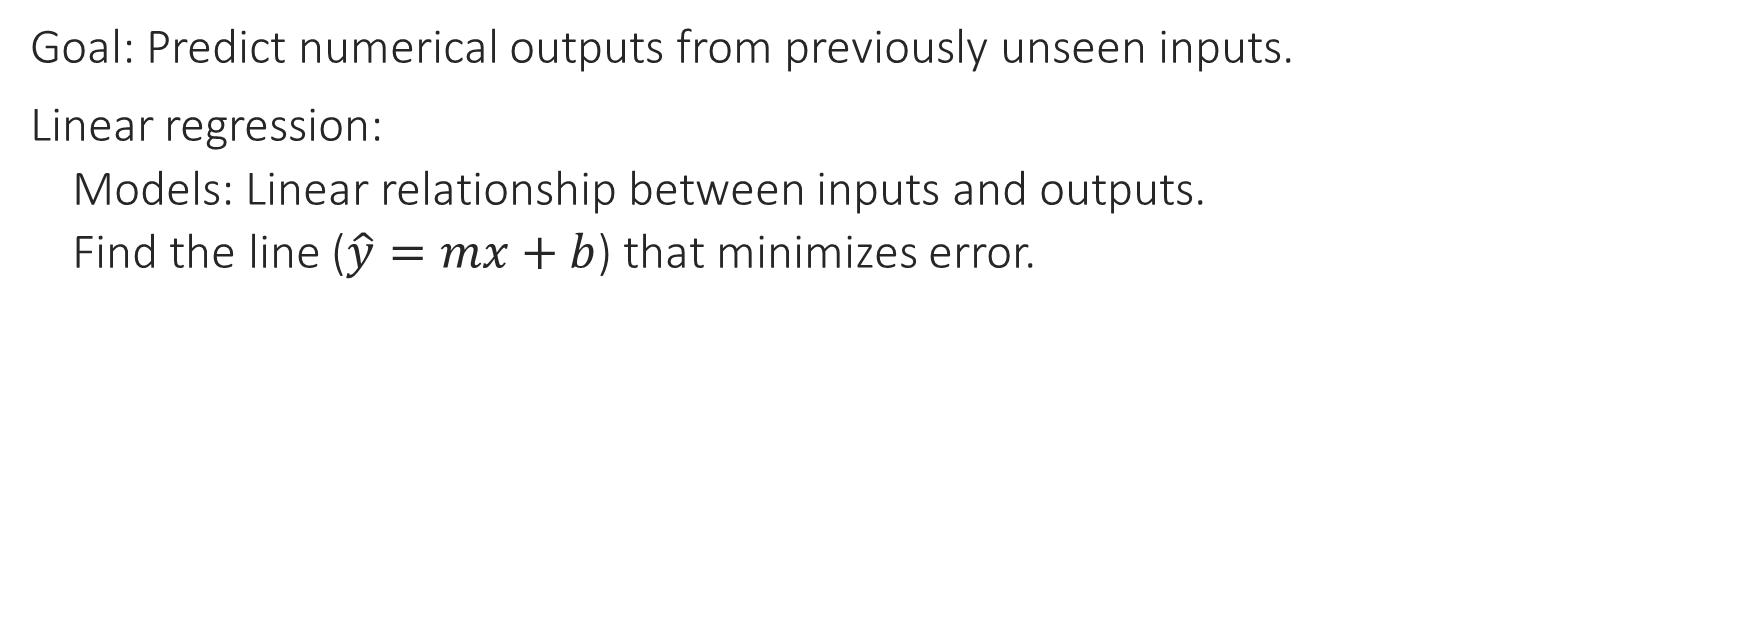 Goal: Predict numerical outputs from previously unseen inputs.
Linear regression:
Models: Linear relationship between inputs and outputs.
Find the line (ŷ = mx + b) that minimizes error.